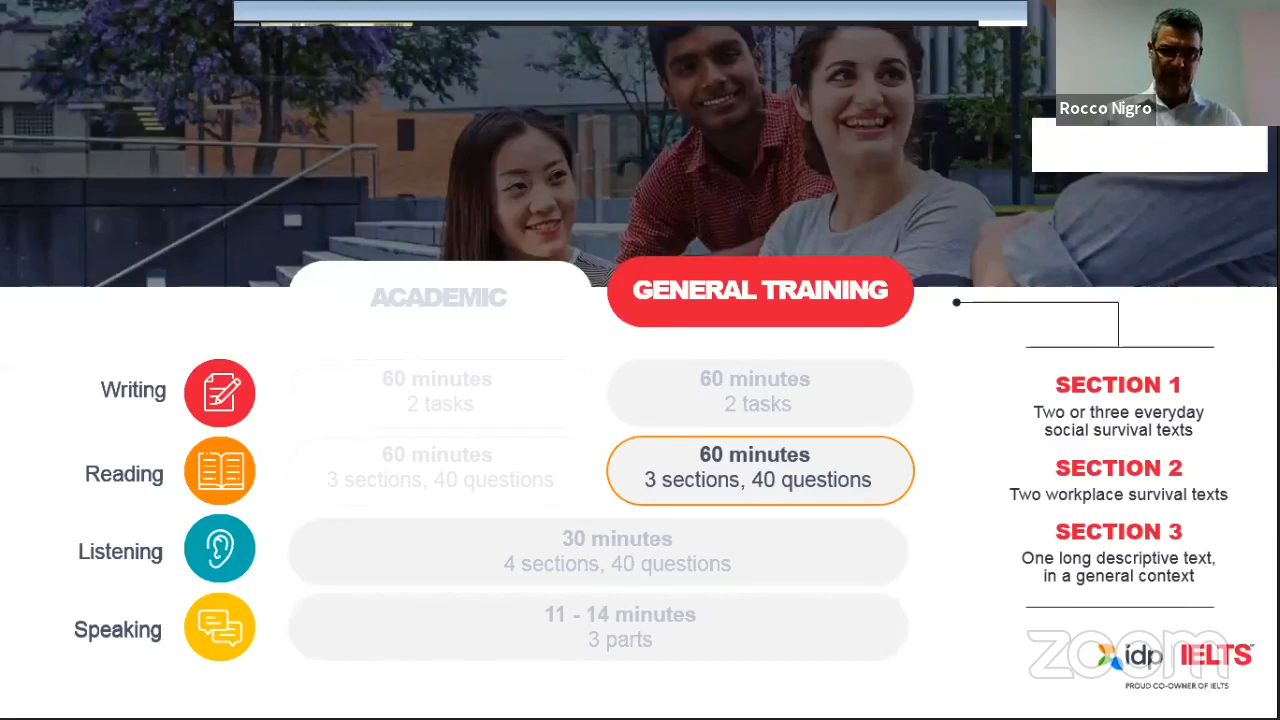 Rocco Nigro
ACADEMIC
GENERAL TRAINING
Writing
60 minutes
2 tasks
60 minutes
2 tasks
Reading
60 minutes
3 sections, 40 questions
60 minutes
3 sections, 40 questions
Listening
30 minutes
4 sections, 40 questions
Speaking
11 - 14 minutes
3 parts
SECTION 1
Two or three everyday
social survival texts
SECTION 2
Two workplace survival texts
SECTION 3
One long descriptive text,
in a general context
zoom
idp IELTS™
PROUD CO-OWNER OF IELTS